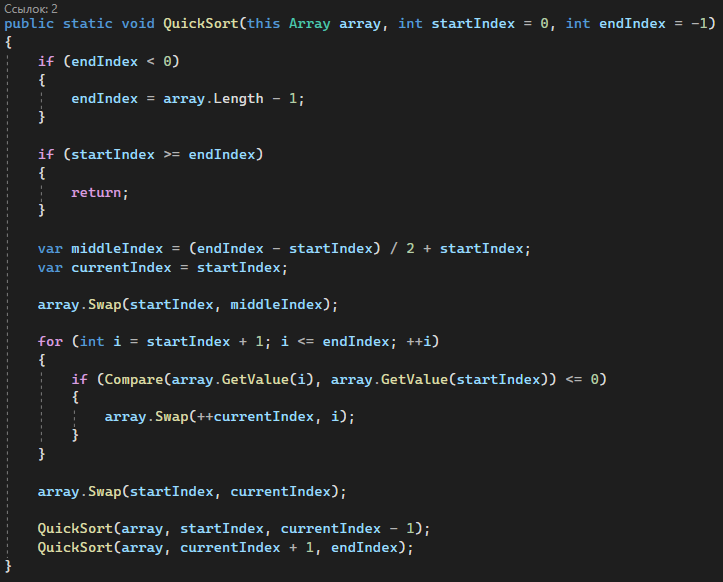 Ссылок: 2
public static void QuickSort(this Array array, int startIndex = 0, int endIndex = -1)
{
    if (endIndex < 0)
    {
        endIndex = array.Length - 1;
    }

    if (startIndex >= endIndex)
    {
        return;
    }

    var middleIndex = (endIndex - startIndex) / 2 + startIndex;
    var currentIndex = startIndex;

    array.Swap(startIndex, middleIndex);

    for (int i = startIndex + 1; i <= endIndex; ++i)
    {
        if (Compare(array.GetValue(i), array.GetValue(startIndex)) <= 0)
        {
            array.Swap(++currentIndex, i);
        }
    }

    array.Swap(startIndex, currentIndex);

    QuickSort(array, startIndex, currentIndex - 1);
    QuickSort(array, currentIndex + 1, endIndex);
}